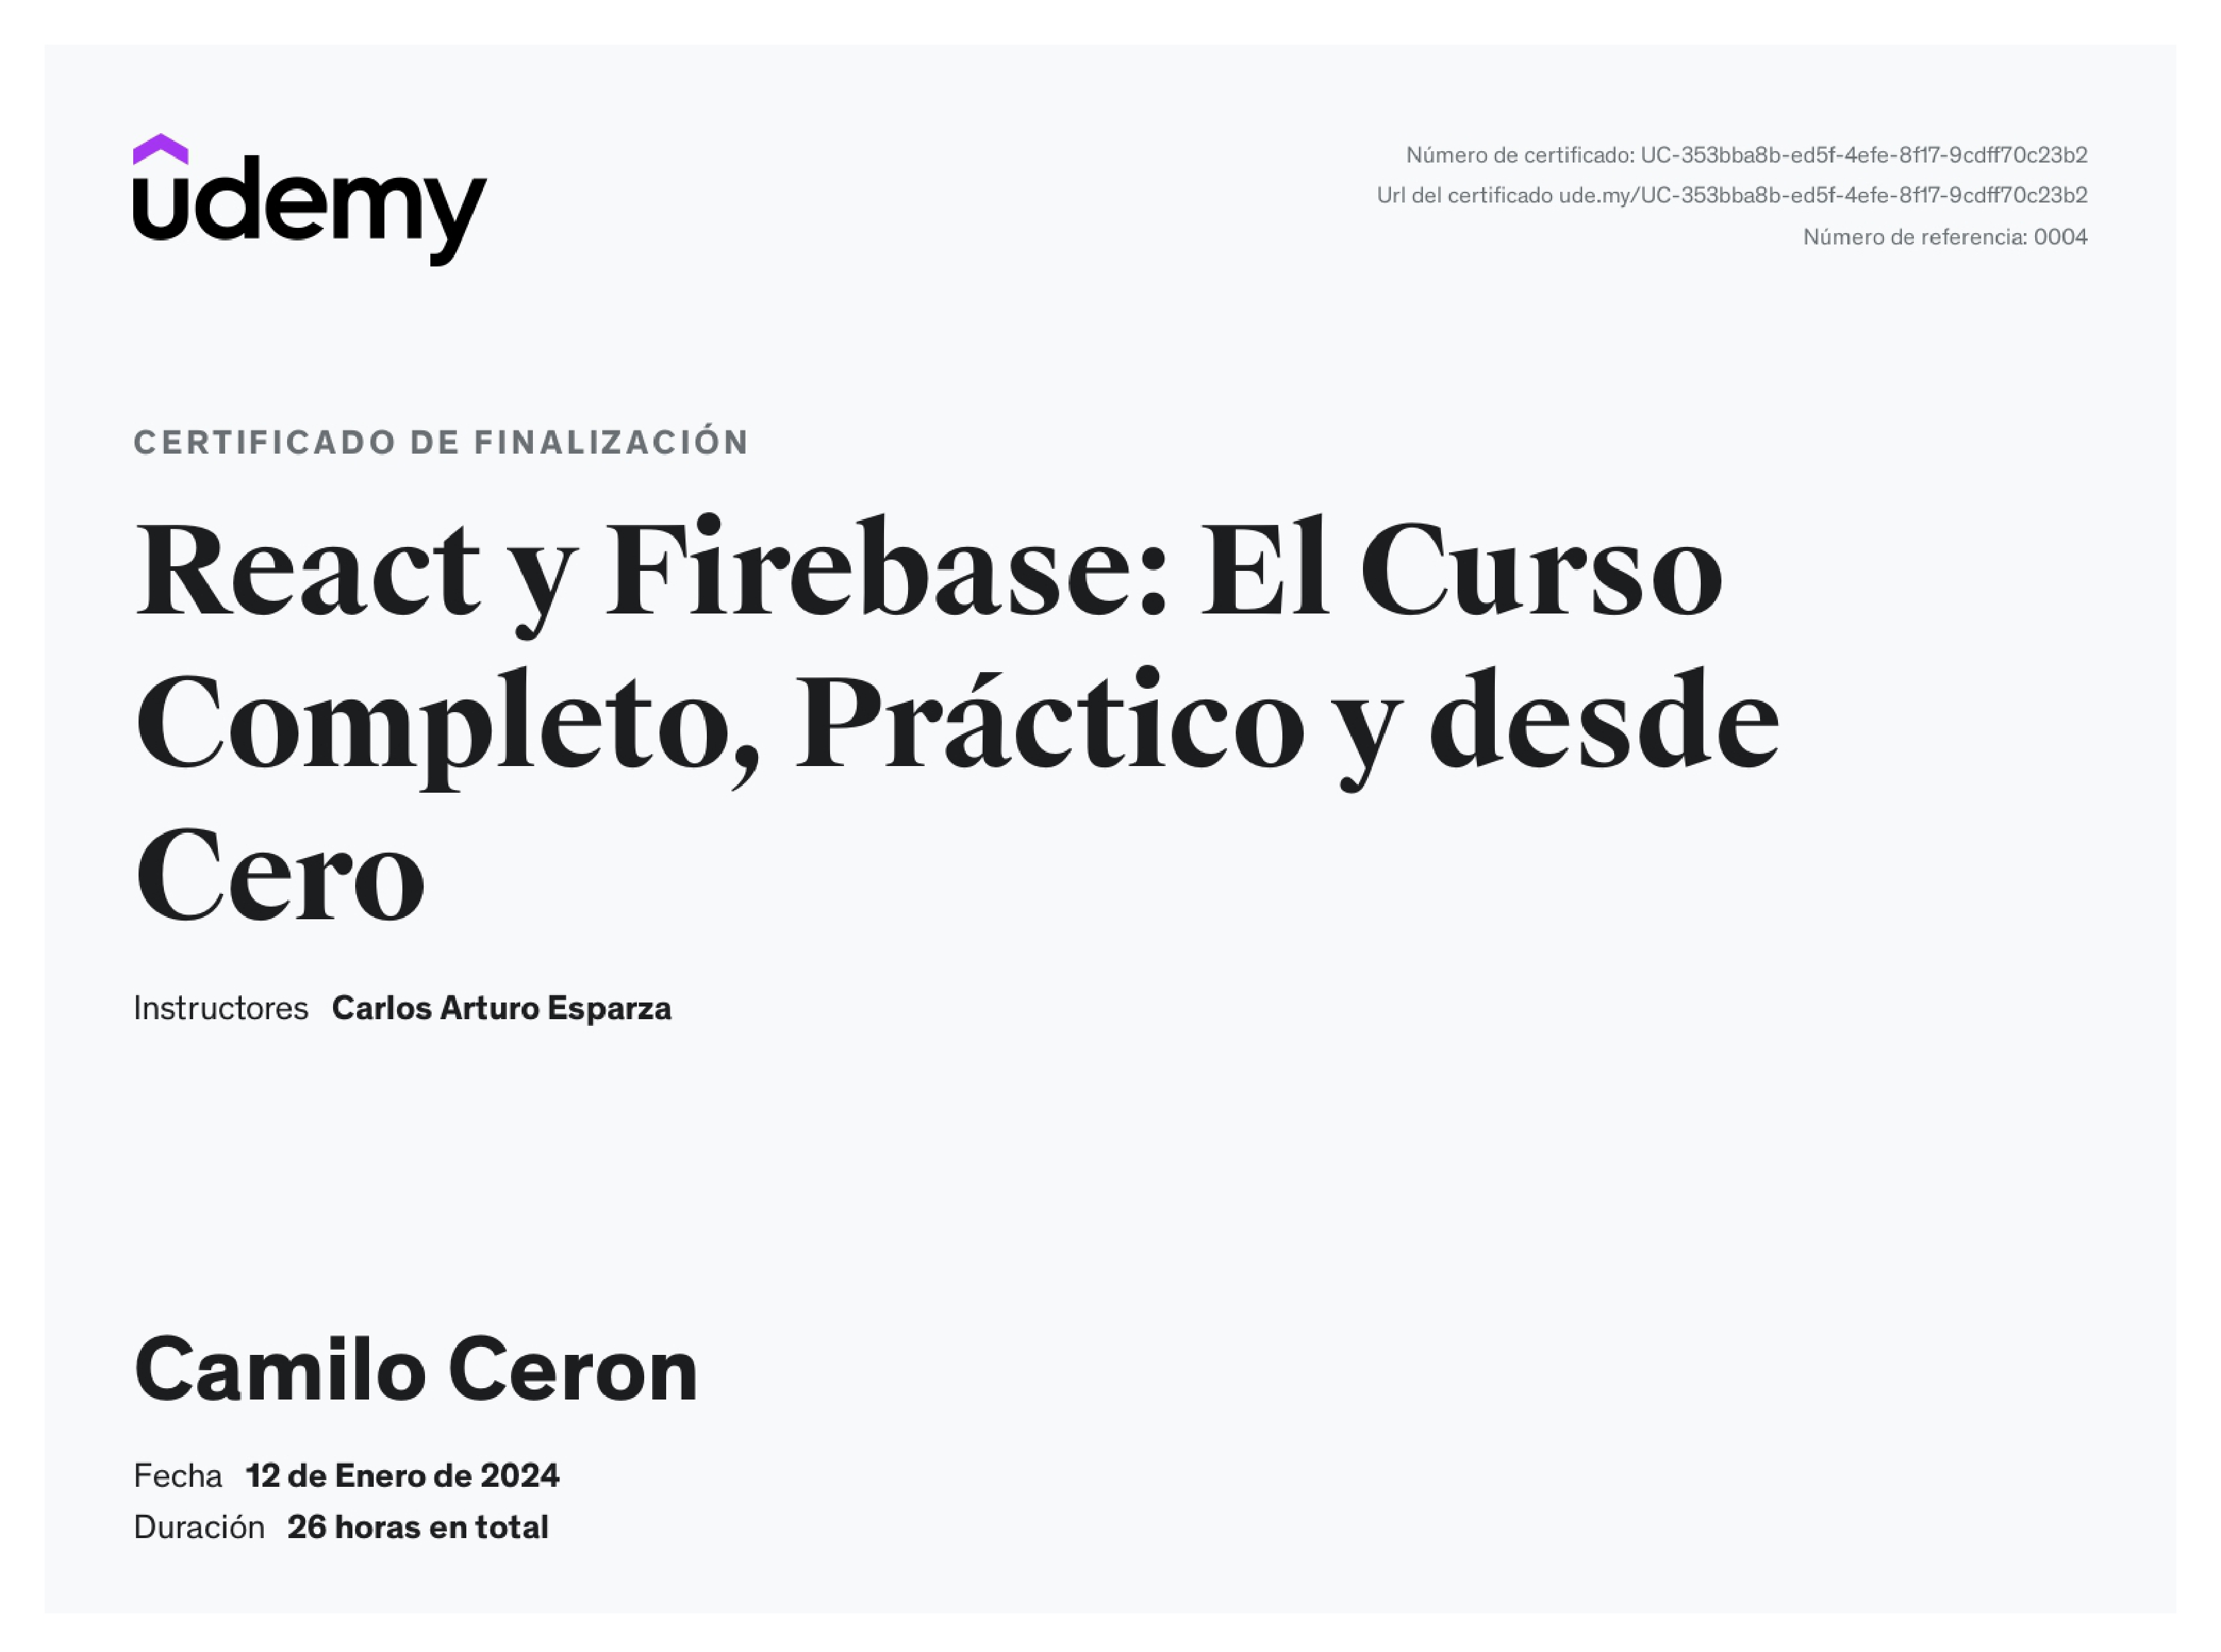 udemy
Número de certificado: UC-353bba8b-ed5f-4efe-8f17-9cdff70c23b2
Url del certificado ude.my/UC-353bba8b-ed5f-4efe-8f17-9cdff70c23b2
Número de referencia: 0004
CERTIFICADO DE FINALIZACIÓN
React y Firebase: El Curso
Completo, Práctico y desde
Cero
Instructores Carlos Arturo Esparza
Camilo Ceron
Fecha 12 de Enero de 2024
Duración 26 horas en total